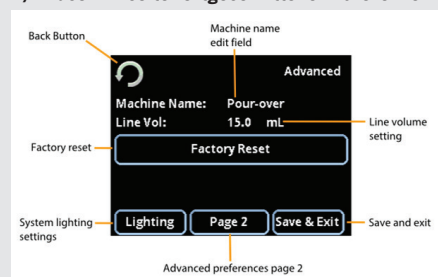 Back Button
Machine name
edit field
Advanced
Machine Name: Pour-over
Line Vol: 15.0 mL
Line volume
setting
Factory reset
Factory Reset
System lighting
settings
Lighting
Page 2
Save & Exit
Save and exit
Advanced preferences page 2